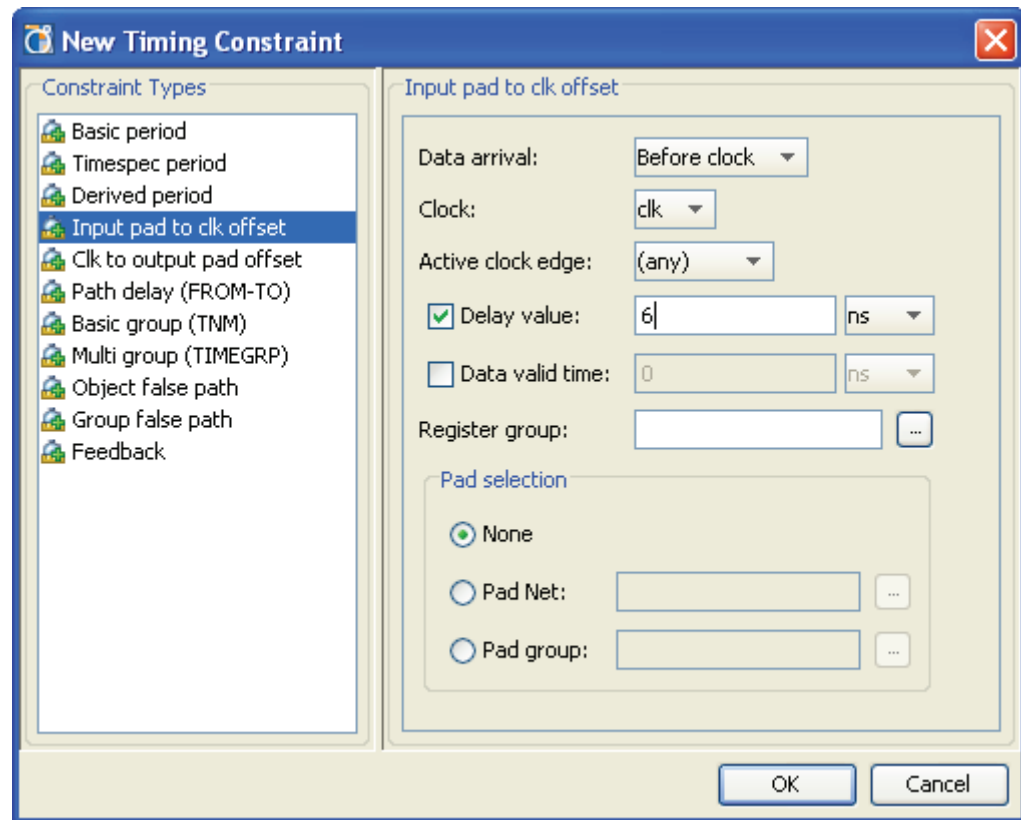 New Timing Constraint
Constraint Types
Basic period
Timespec period
Derived period
Input pad to clk offset
Clk to output pad offset
Path delay (FROM-TO)
Basic group (TNM)
Multi group (TIMEGRP)
Object false path
Group false path
Feedback
Input pad to clk offset
Data arrival: Before clock
Clock: clk
Active clock edge: (any)
Delay value: 6 ns
Data valid time: 0 ns
Register group: ...
Pad selection
None
Pad Net: ...
Pad group: ...
OK Cancel